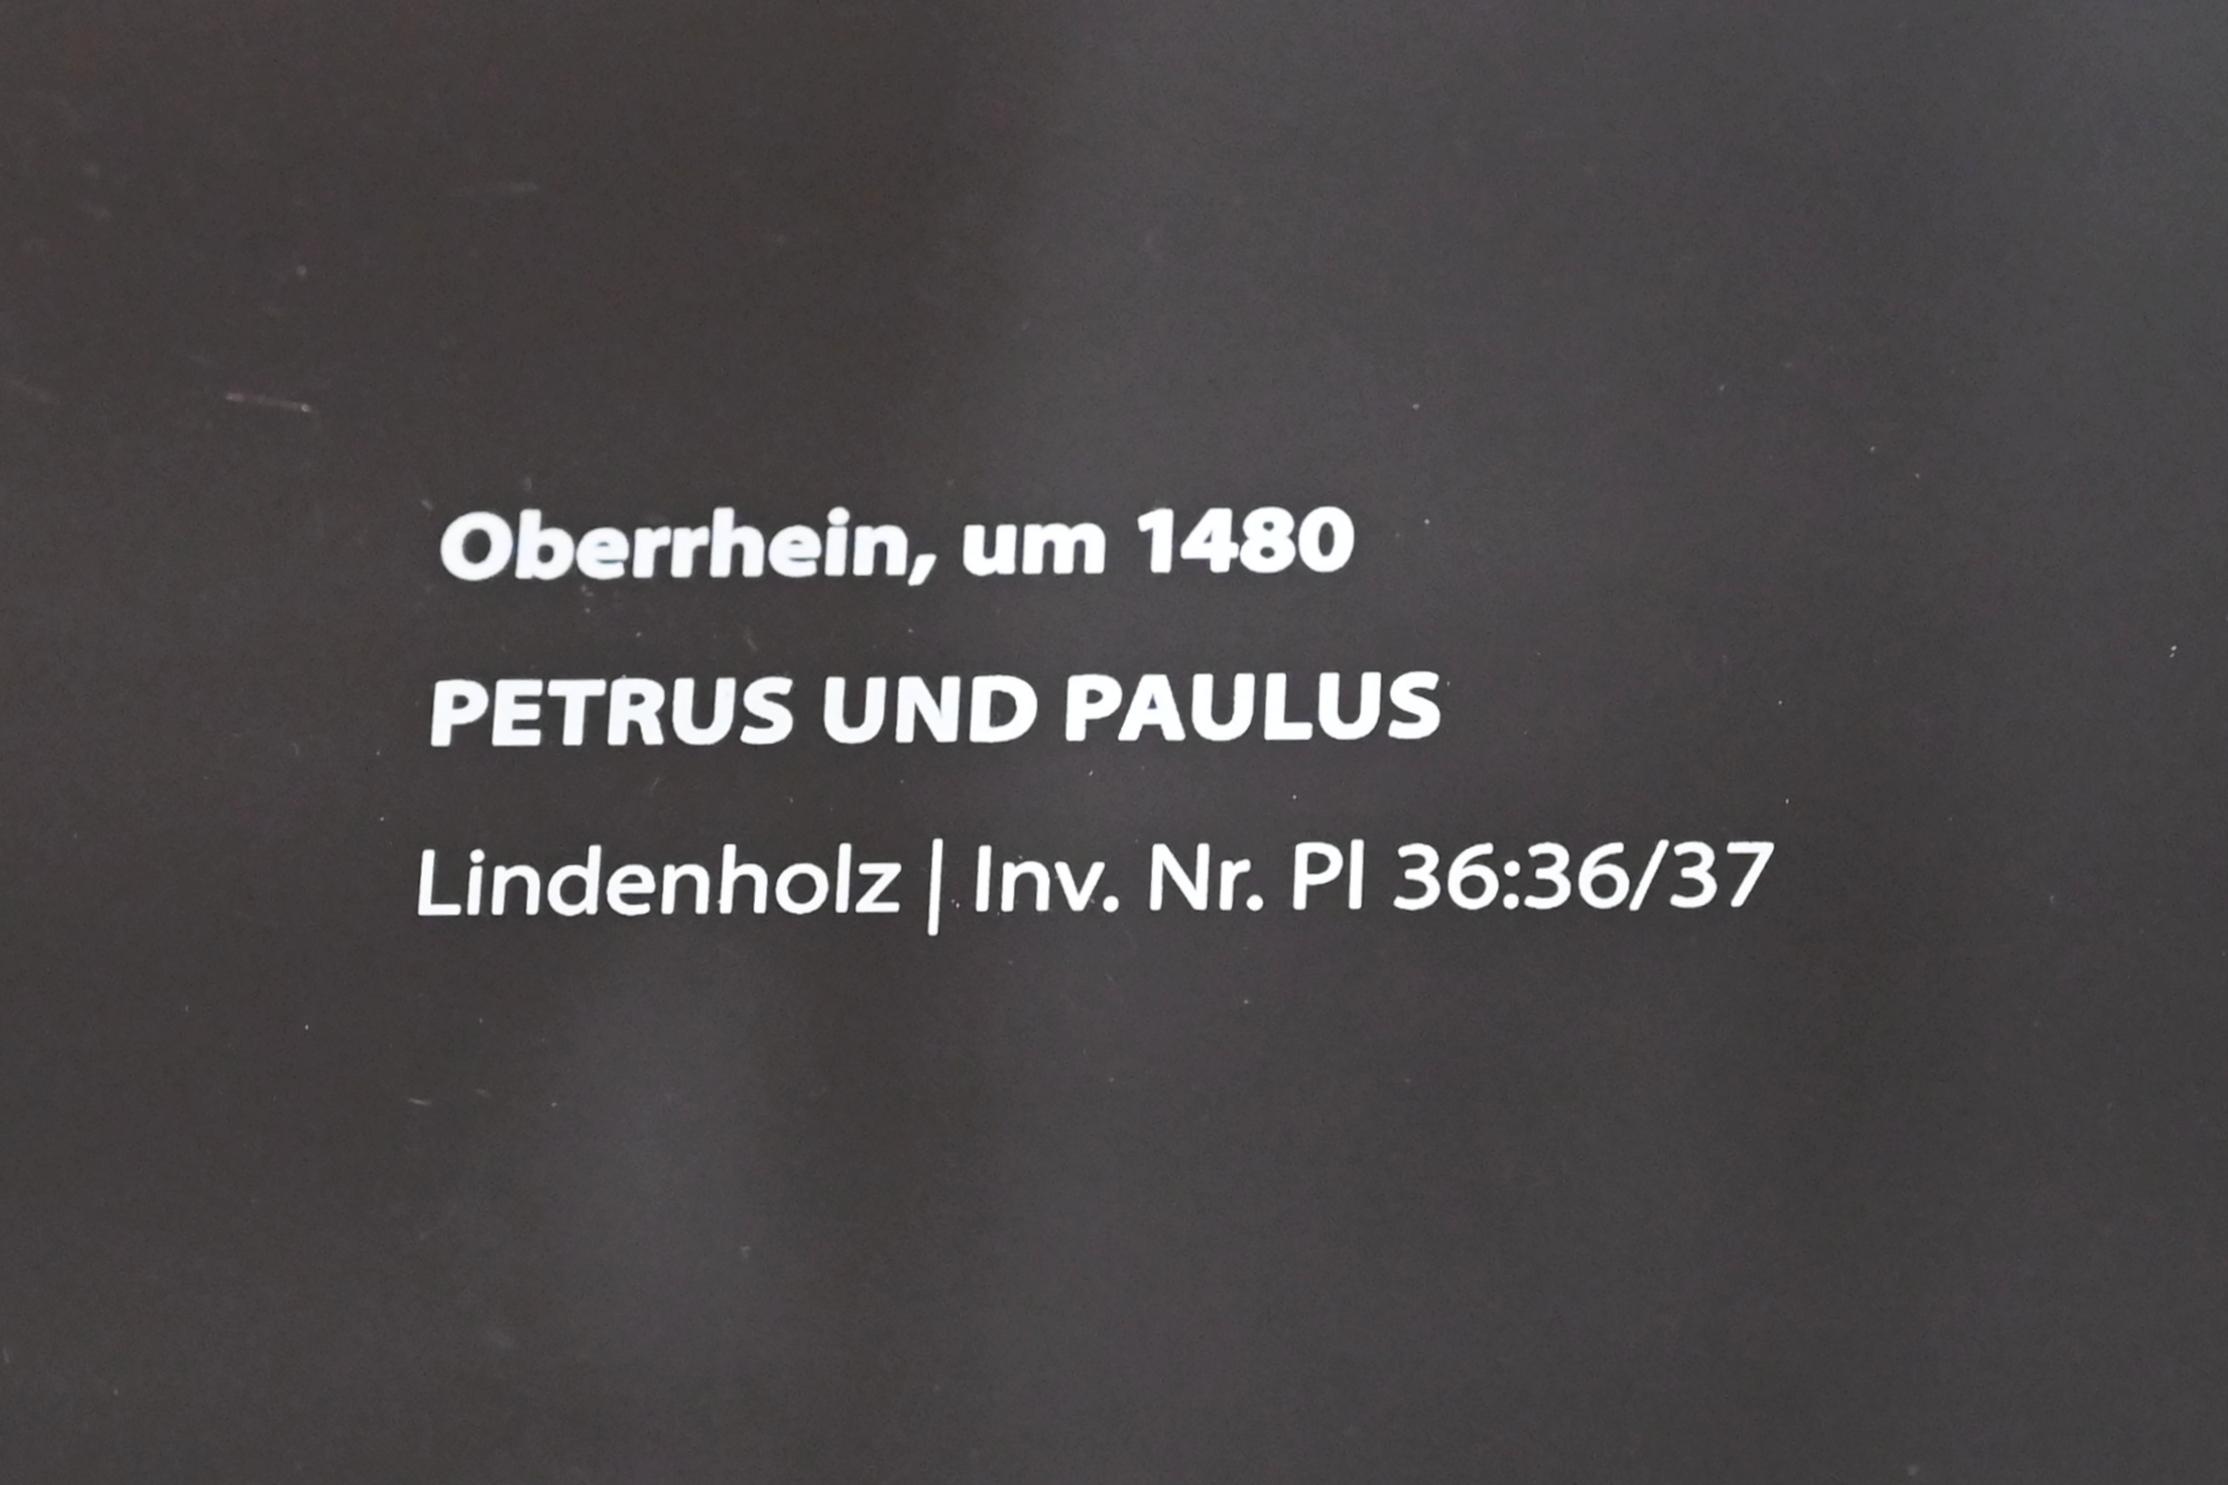 Oberrhein, um 1480
PETRUS UND PAULUS
Lindenholz | Inv. Nr. Pl 36:36/37